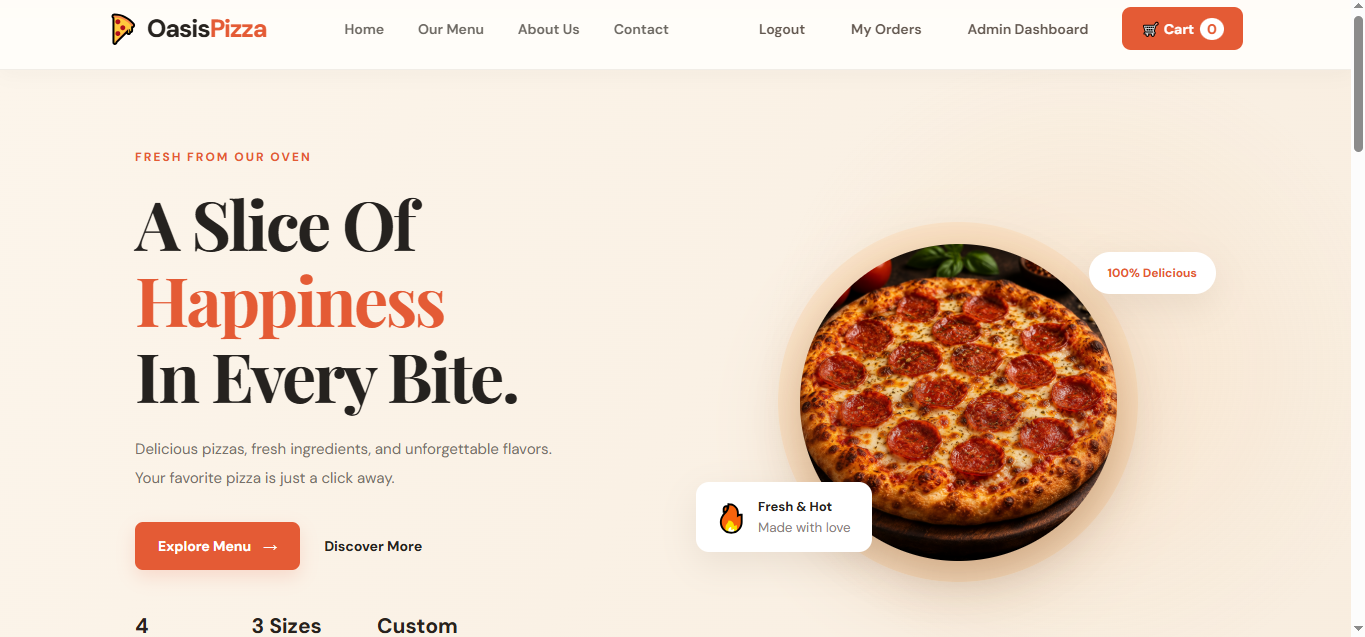 OasisPizza
Home
Our Menu
About Us
Contact
Logout
My Orders
Admin Dashboard
Cart 0
FRESH FROM OUR OVEN
A Slice Of
Happiness
In Every Bite.
Delicious pizzas, fresh ingredients, and unforgettable flavors.
Your favorite pizza is just a click away.
Explore Menu →
Discover More
100% Delicious
Fresh & Hot
Made with love
4
3 Sizes
Custom